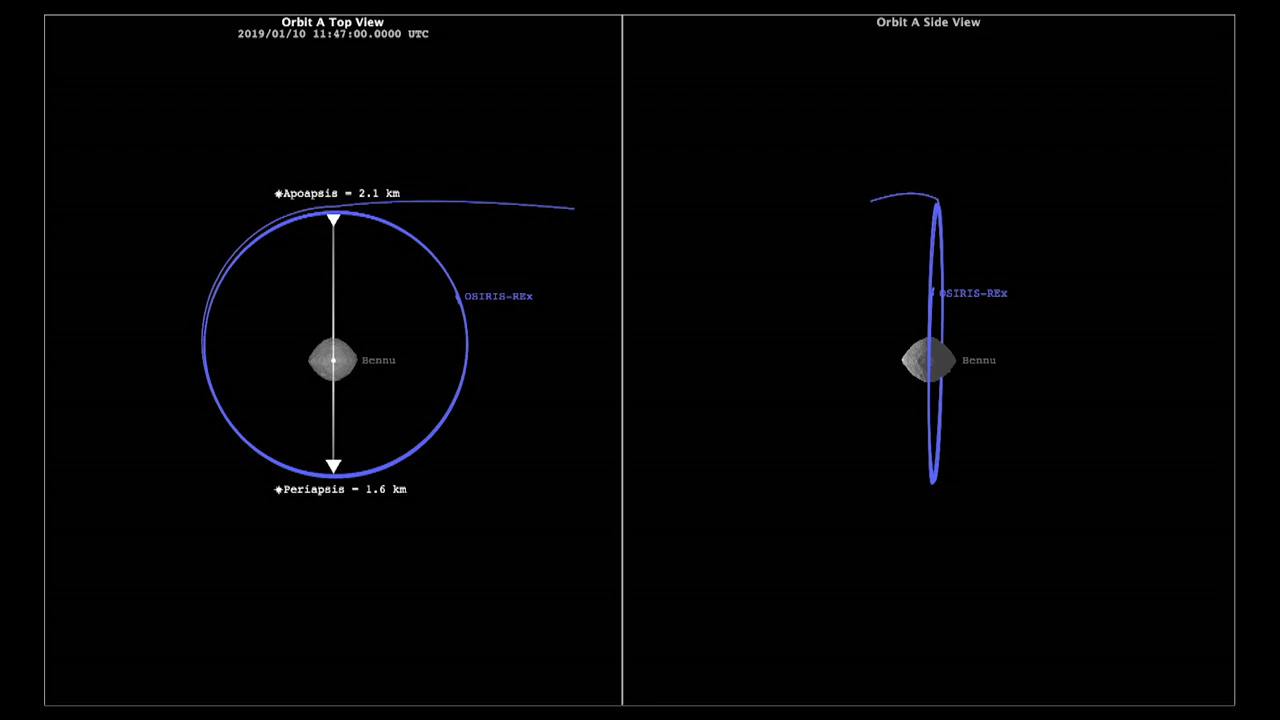 Orbit A Top View
2019/01/10 11:47:00.0000 UTC
Apoapsis = 2.1 km
OSIRIS-REx
Bennu
Periapsis = 1.6 km
Orbit A Side View
OSIRIS-REx
Bennu